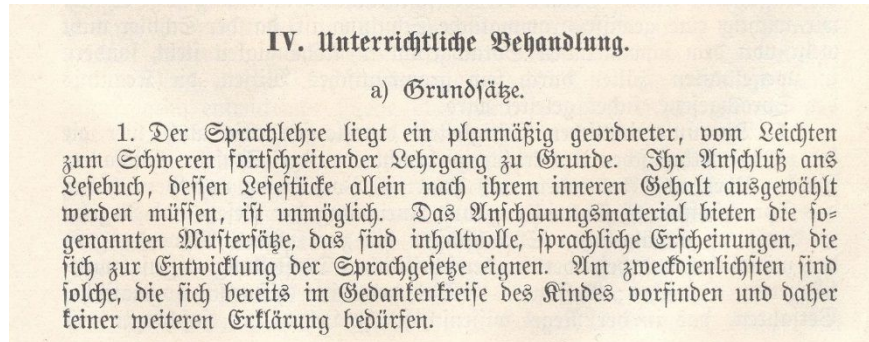 IV. Unterrichtliche Behandlung.
a) Grundsätze.
1. Der Sprachlehre liegt ein planmäßig geordneter, vom Leichten
zum Schweren fortschreitender Lehrgang zu Grunde. Ihr Anschluß ans
Lesebuch, dessen Lesestücke allein nach ihrem inneren Gehalt ausgewählt
werden müssen, ist unmöglich. Das Anschauungsmaterial bieten die so-
genannten Mustersätze, das sind inhaltvolle, sprachliche Erscheinungen, die
sich zur Entwicklung der Sprachgesetze eignen. Am zweckdienlichsten sind
solche, die sich bereits im Gedankenkreise des Kindes vorfinden und daher
keiner weiteren Erklärung bedürfen.